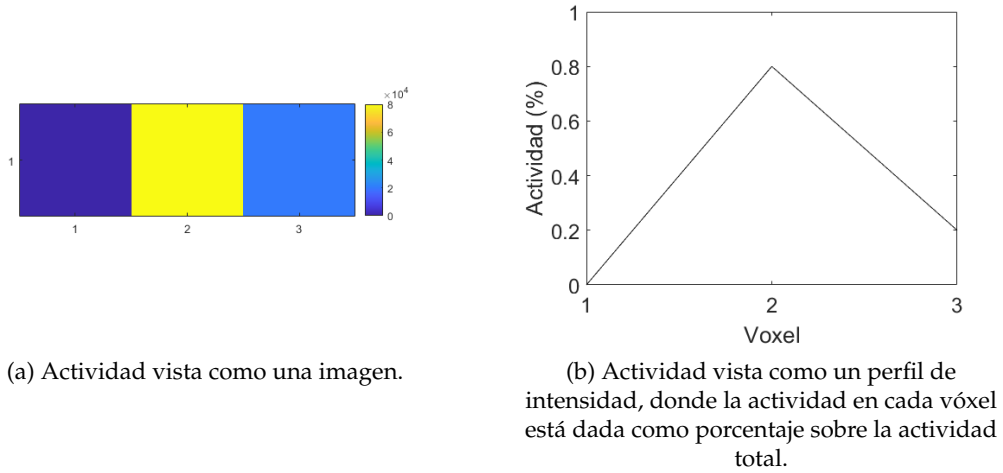 ×10⁴
8
6
4
2
0
1
1 2 3
(a) Actividad vista como una imagen.
1
0.8
0.6
0.4
0.2
0
Actividad (%)
1 2 3
Voxel
(b) Actividad vista como un perfil de
intensidad, donde la actividad en cada vóxel
está dada como porcentaje sobre la actividad
total.